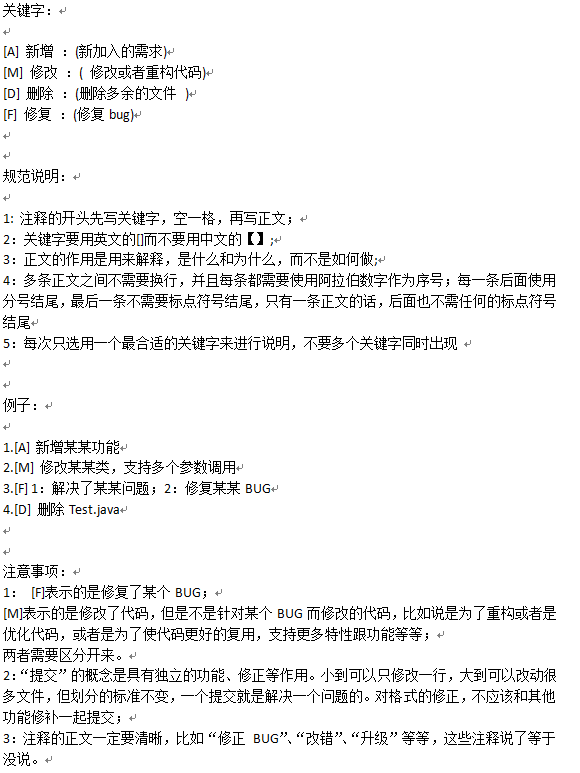 关键字：
[A] 新增 ：(新加入的需求)
[M] 修改 ：( 修改或者重构代码)
[D] 删除 ：(删除多余的文件 )
[F] 修复 ：(修复 bug)
规范说明：
1: 注释的开头先写关键字，空一格，再写正文；
2：关键字要用英文的[]而不要用中文的【】;
3：正文的作用是用来解释，是什么和为什么，而不是如何做;
4：多条正文之间不需要换行，并且每条都需要使用阿拉伯数字作为序号；每一条后面使用
分号结尾，最后一条不需要标点符号结尾，只有一条正文的话，后面也不需任何的标点符号
结尾
5：每次只选用一个最合适的关键字来进行说明，不要多个关键字同时出现
例子：
1.[A] 新增某某功能
2.[M] 修改某某类，支持多个参数调用
3.[F] 1：解决了某某问题；2：修复某某 BUG
4.[D] 删除 Test.java
注意事项：
1： [F]表示的是修复了某个 BUG；
[M]表示的是修改了代码，但是不是针对某个 BUG 而修改的代码，比如说是为了重构或者是
优化代码，或者是为了使代码更好的复用，支持更多特性跟功能等等；
两者需要区分开来。
2：“提交”的概念是具有独立的功能、修正等作用。小到可以只修改一行，大到可以改动很
多文件，但划分的标准不变，一个提交就是解决一个问题的。对格式的修正，不应该和其他
功能修补一起提交；
3：注释的正文一定要清晰，比如“修正 BUG”、“改错”、“升级”等等，这些注释说了等于
没说。